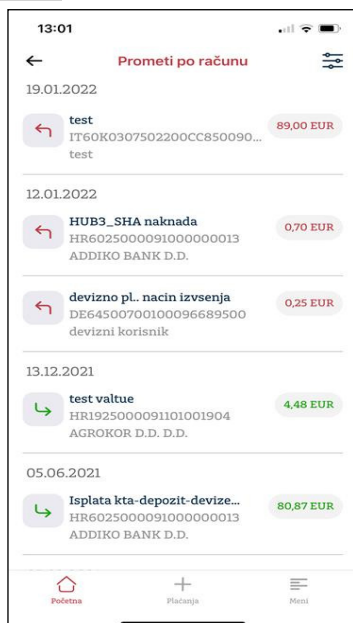 13:01
Prometi po računu
19.01.2022
test
89,00 EUR
IT60K0307502200CC850090...
test
12.01.2022
HUB3_SHA naknada
0,70 EUR
HR6025000091000000013
ADDIKO BANK D.D.
devizno pl.. nacin izvsenja
0,25 EUR
DE64500700100096689500
devizni korisnik
13.12.2021
test valtue
4,48 EUR
HR1925000091101001904
AGROKOR D.D. D.D.
05.06.2021
Isplata kta-depozit-devize...
80,87 EUR
HR6025000091000000013
ADDIKO BANK D.D.
Početna
Plaćanja
Meni